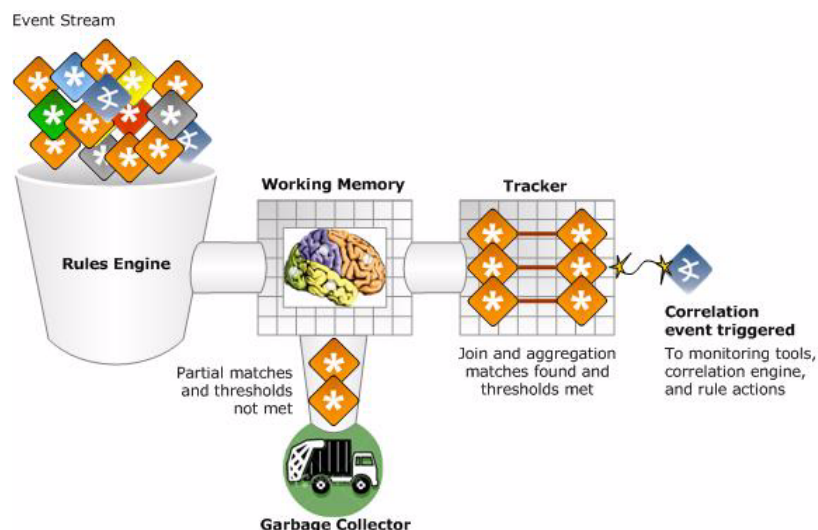 Event Stream
Working Memory
Tracker
Rules Engine
Correlation
event triggered
To monitoring tools,
correlation engine,
and rule actions
Partial matches
and thresholds
not met
Join and aggregation
matches found and
thresholds met
Garbage Collector